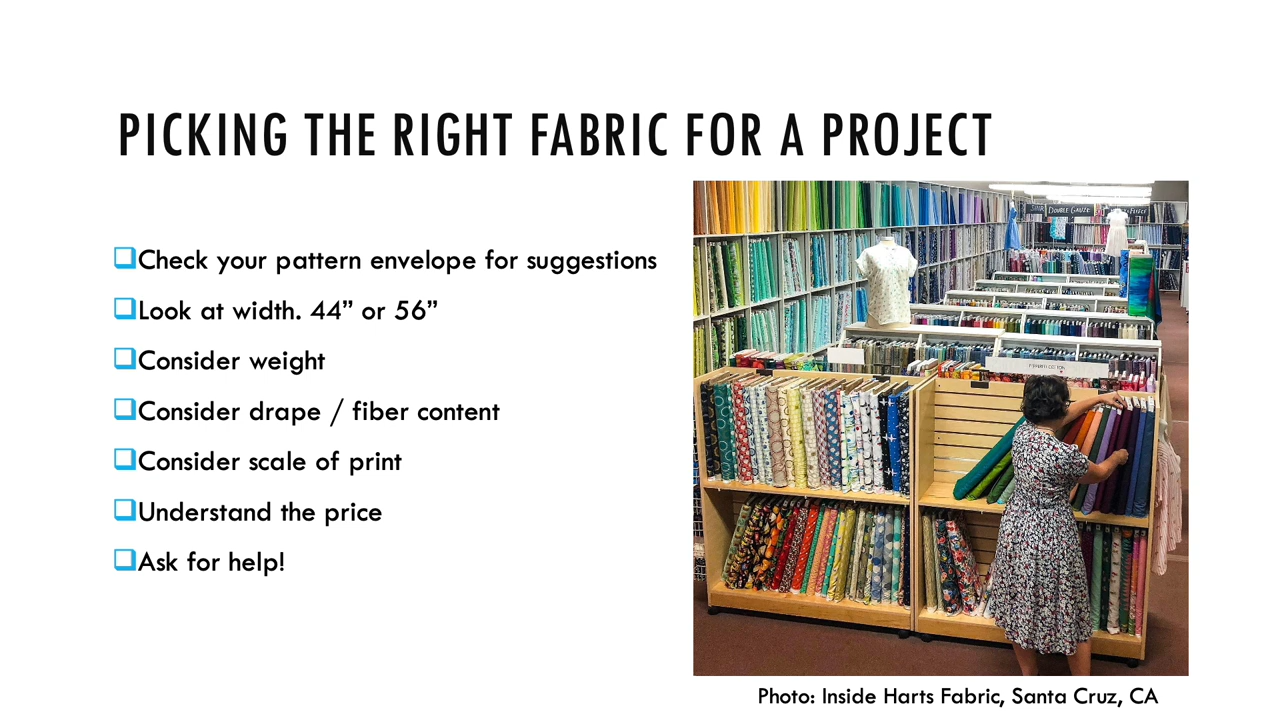 PICKING THE RIGHT FABRIC FOR A PROJECT
Check your pattern envelope for suggestions
Look at width. 44” or 56”
Consider weight
Consider drape / fiber content
Consider scale of print
Understand the price
Ask for help!
DOUBLE GAUZE
Photo: Inside Harts Fabric, Santa Cruz, CA